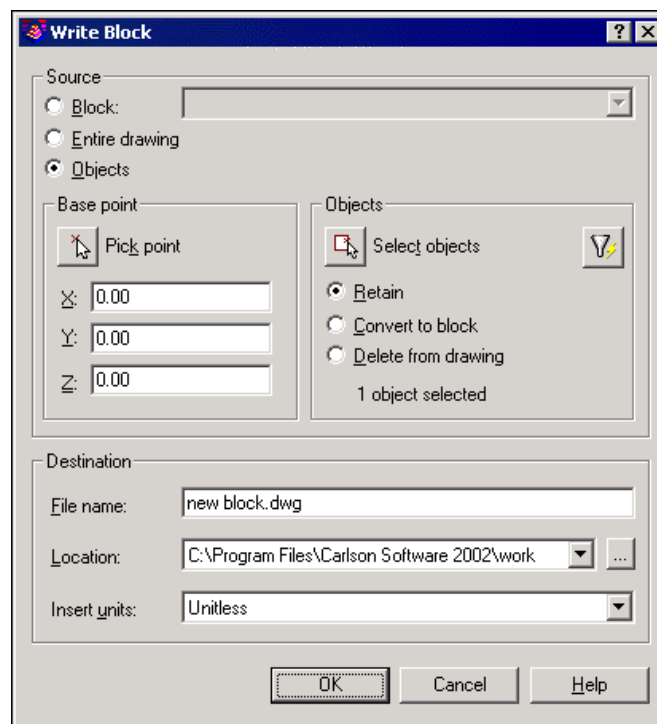 Write Block
Source
Block:
Entire drawing
Objects
Base point
Pick point
X: 0.00
Y: 0.00
Z: 0.00
Objects
Select objects
Retain
Convert to block
Delete from drawing
1 object selected
Destination
File name: new block.dwg
Location: C:\Program Files\Carlson Software 2002\work ...
Insert units: Unitless
OK Cancel Help